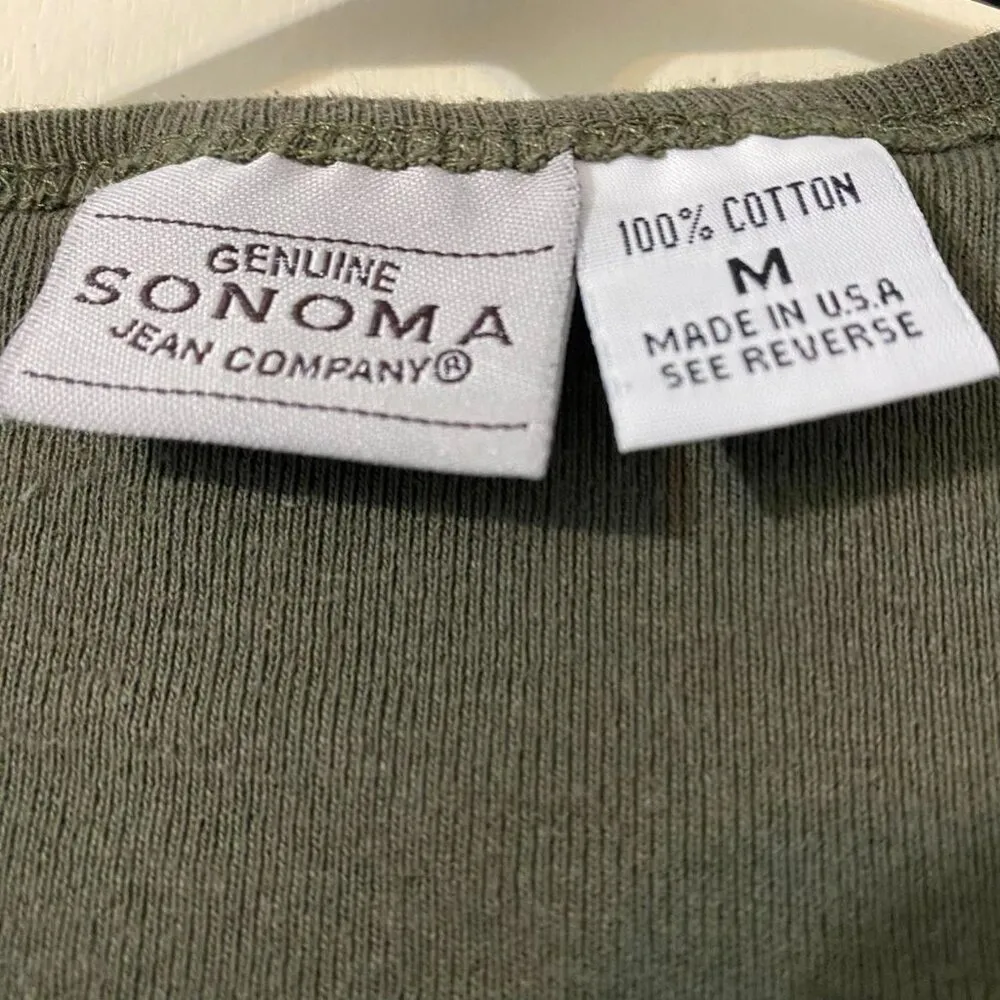 GENUINE
SONOMA
JEAN COMPANY®
100% COTTON
M
MADE IN U.S.A
SEE REVERSE